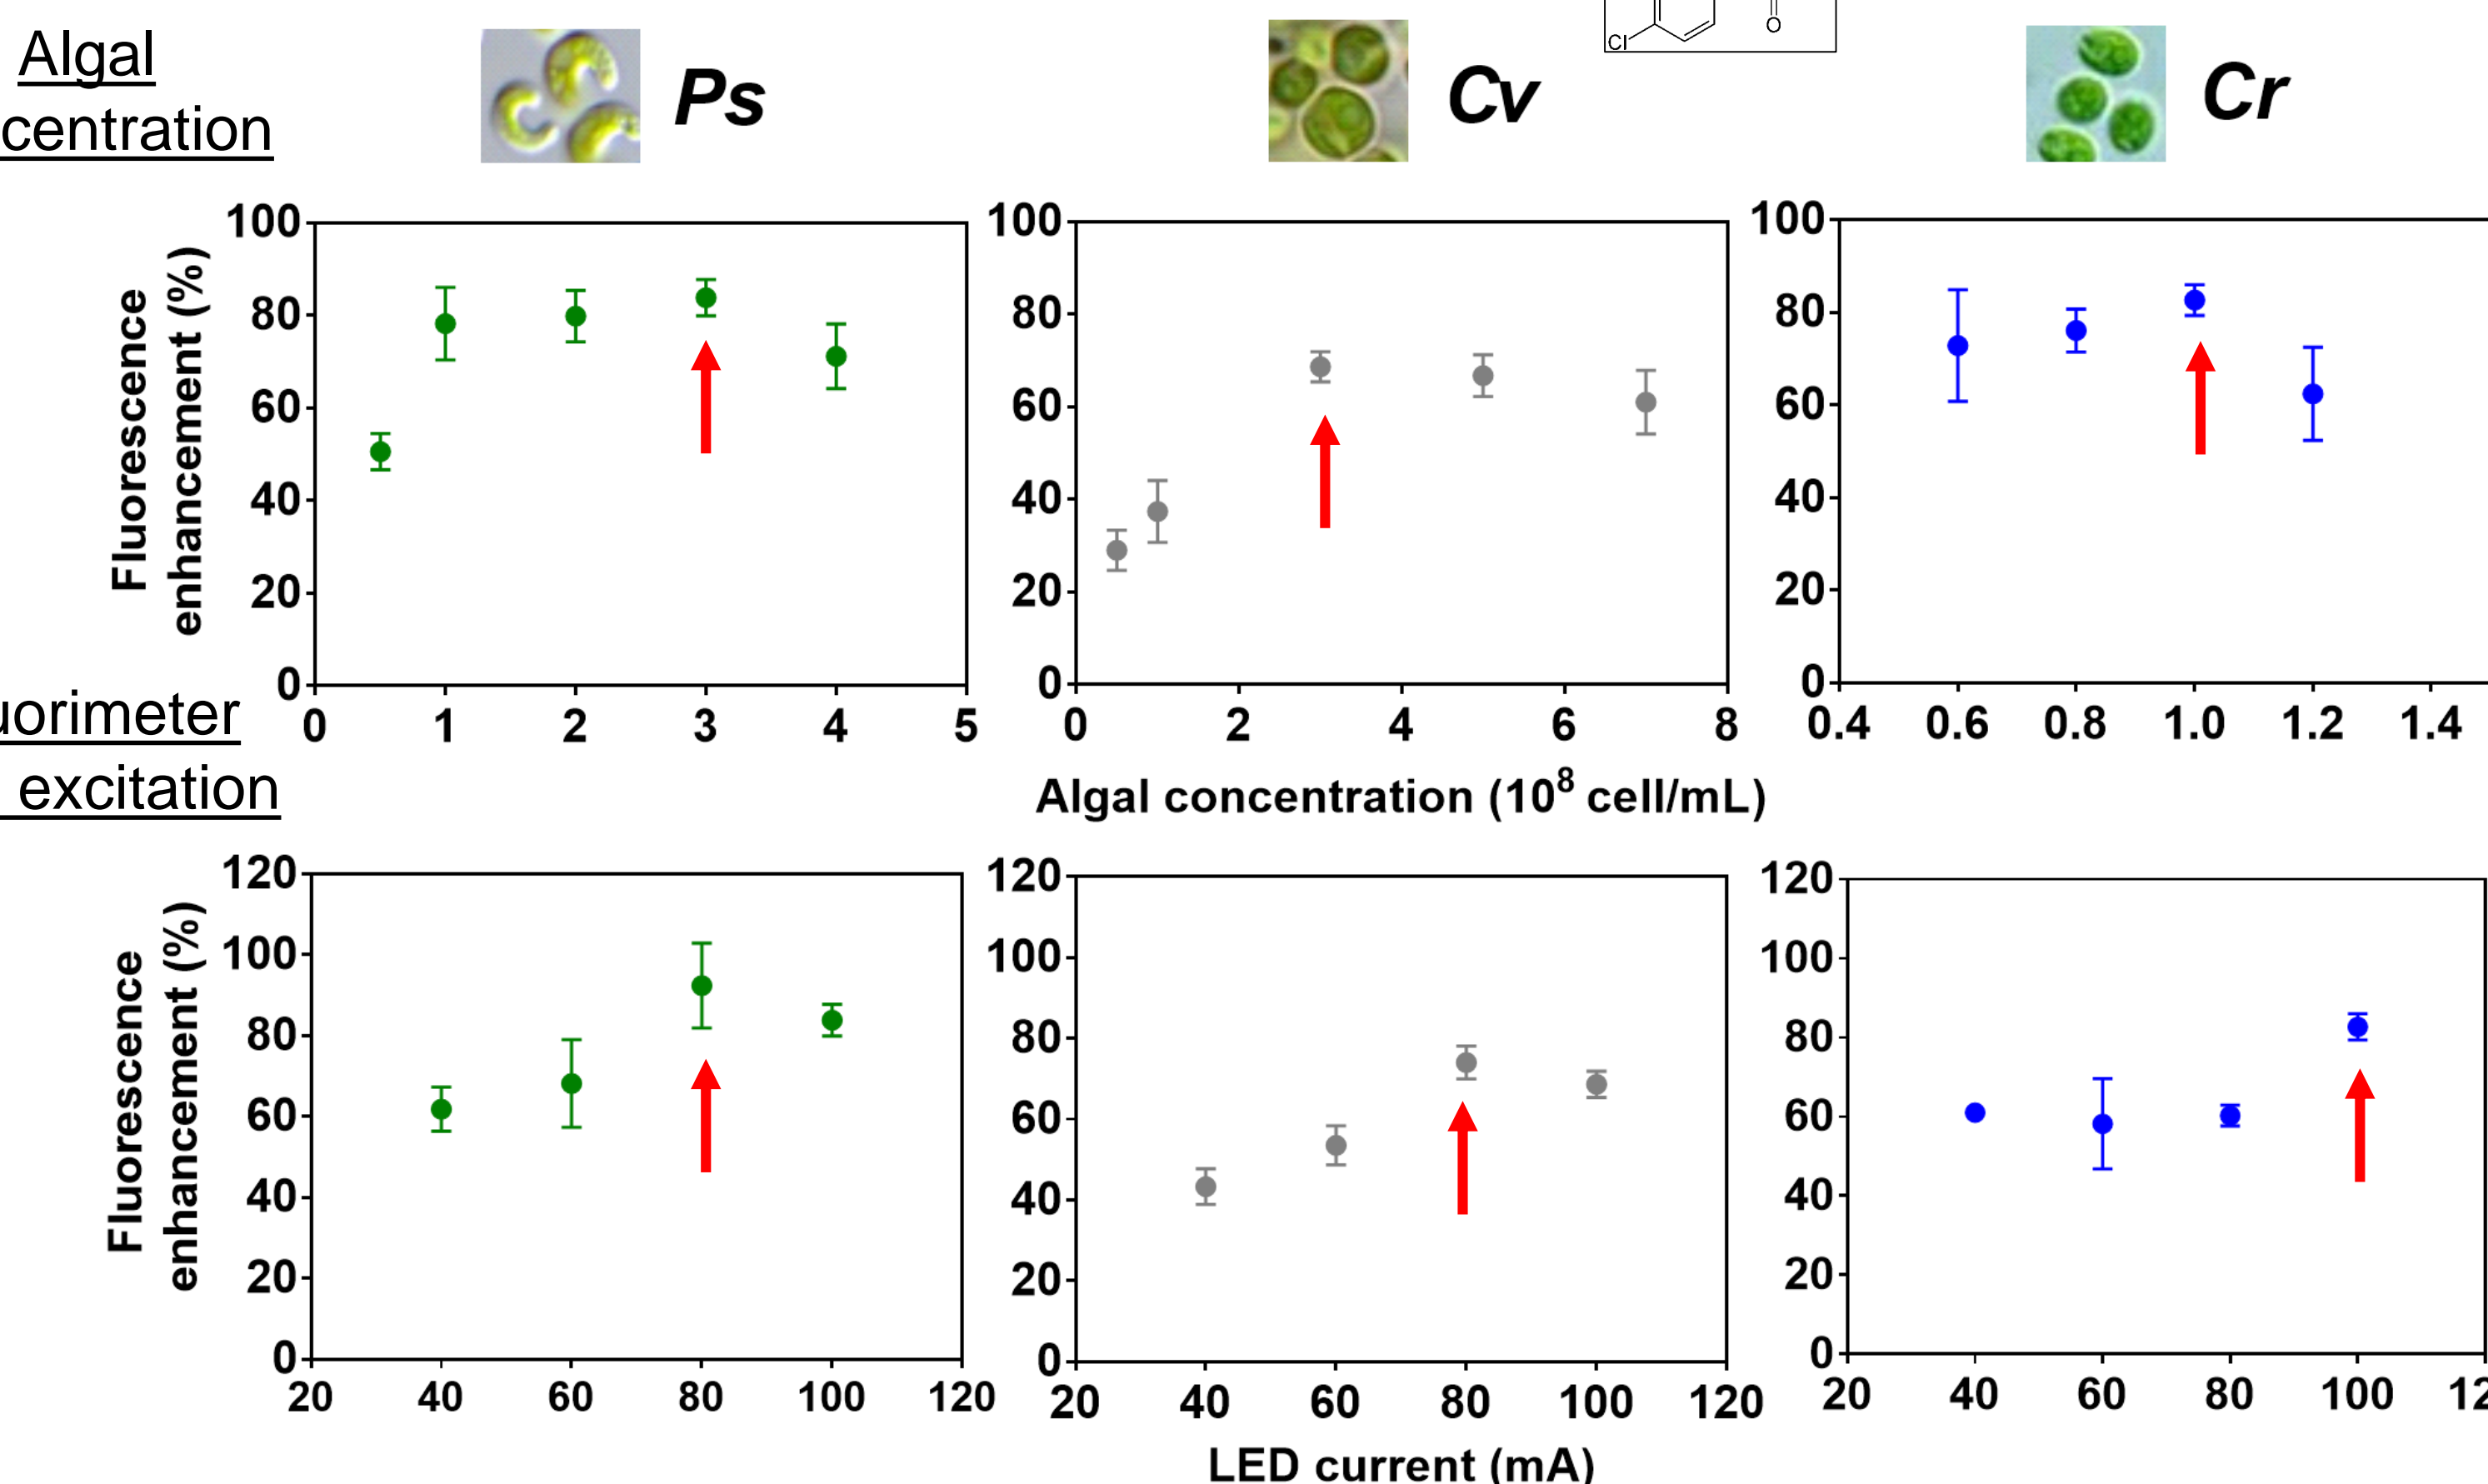 Algal
centration
Ps
Cl
O
Cv
Cr
Fluorescence
enhancement (%)
100
80
60
40
20
0
0 1 2 3 4 5
100
80
60
40
20
0
0 2 4 6 8
100
80
60
40
20
0
0.4 0.6 0.8 1.0 1.2 1.4
Algal concentration (10⁸ cell/mL)
uorimeter
excitation
Fluorescence
enhancement (%)
120
100
80
60
40
20
0
20 40 60 80 100 120
120
100
80
60
40
20
0
20 40 60 80 100 120
120
100
80
60
40
20
0
20 40 60 80 100 12
LED current (mA)